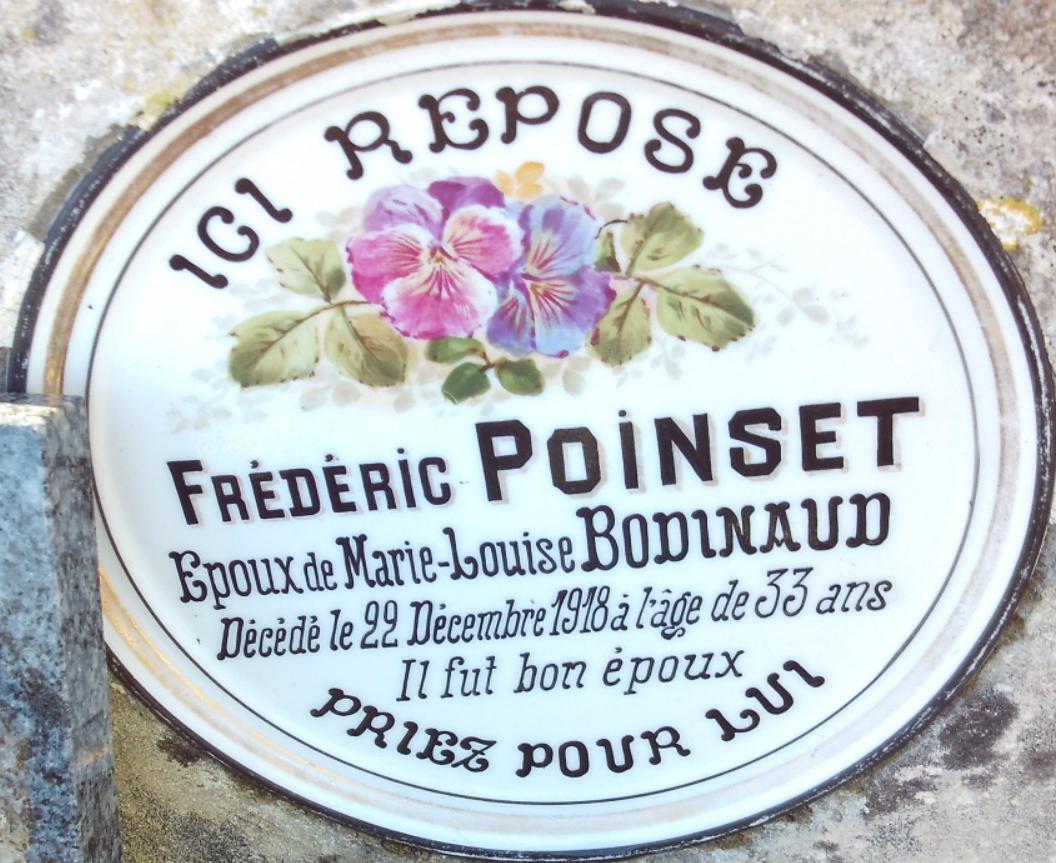 ICI REPOSE
FRÉDÉRIC POINSET
Epoux de Marie-Louise BODINAUD
Décédé le 22 Décembre 1918 à l'âge de 33 ans
Il fut bon époux
PRIEZ POUR LUI